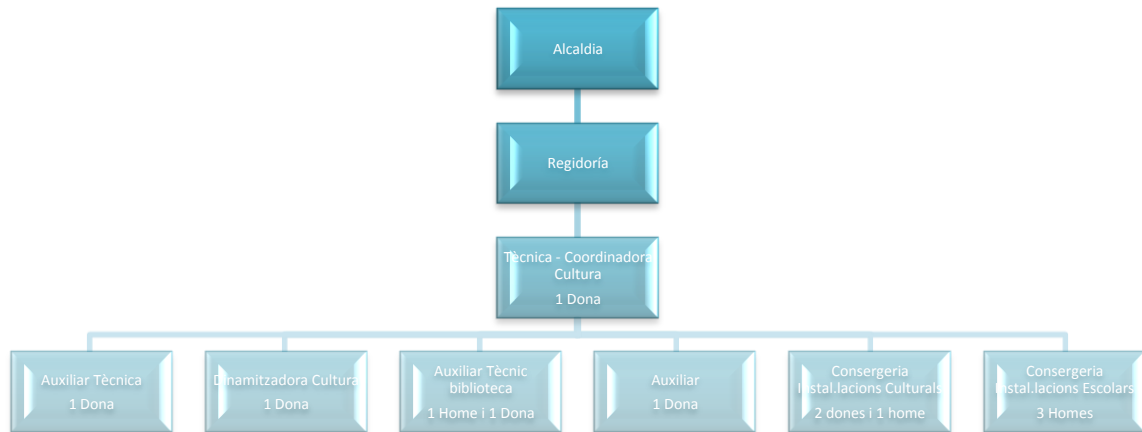 Alcaldia
Regidoría
Tècnica - Coordinadora
Cultura
1 Dona
Auxiliar Tècnica
1 Dona
Dinamitzadora Cultural
1 Dona
Auxiliar Tècnic
biblioteca
1 Home i 1 Dona
Auxiliar
1 Dona
Consergeria
Instal.lacions Culturals
2 dones i 1 home
Consergeria
Instal.lacions Escolars
3 Homes